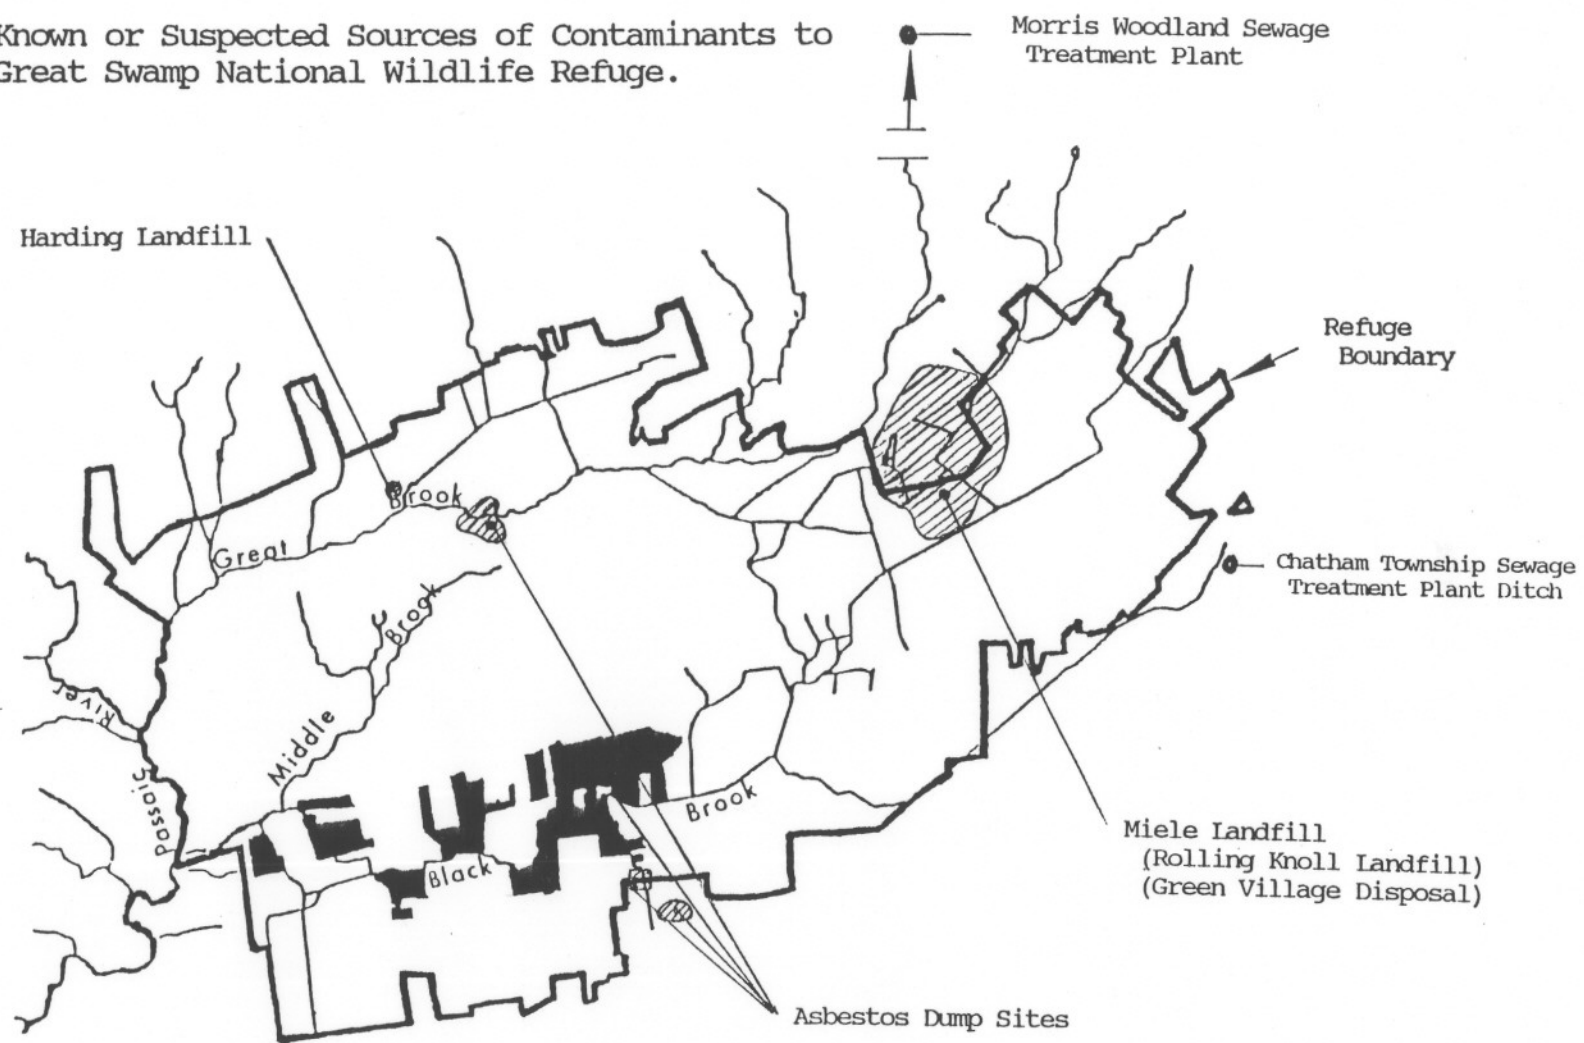 Known or Suspected Sources of Contaminants to
Great Swamp National Wildlife Refuge.
Morris Woodland Sewage
Treatment Plant
Harding Landfill
Refuge
Boundary
Brook
Great
Chatham Township Sewage
Treatment Plant Ditch
Brook
Middle
River
Passaic
Brook
Black
Miele Landfill
(Rolling Knoll Landfill)
(Green Village Disposal)
Asbestos Dump Sites